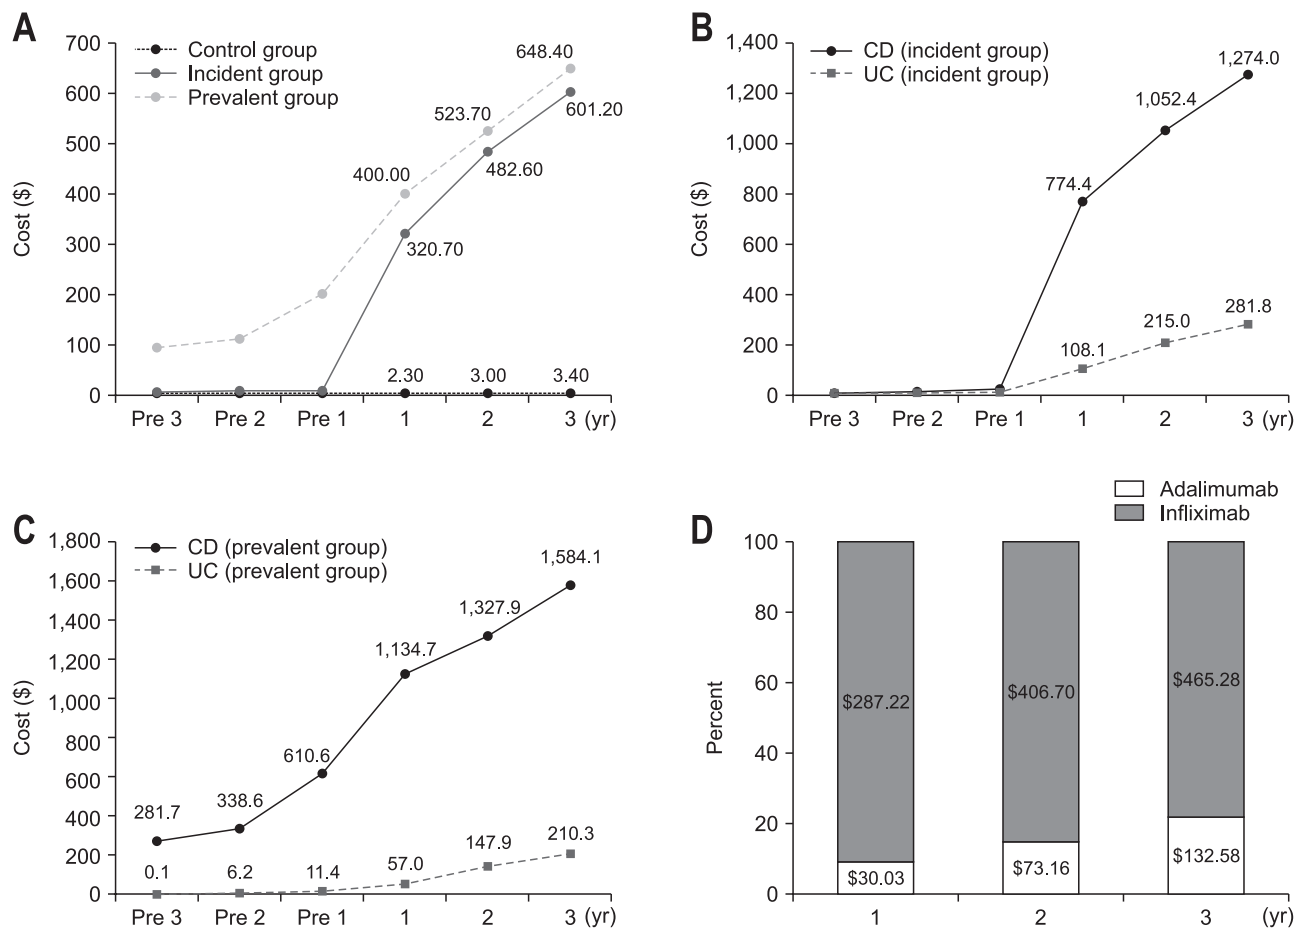 A
Control group
Incident group
Prevalent group
700
600
500
400
300
200
100
0
Cost ($)
648.40
601.20
523.70
482.60
400.00
320.70
2.30
3.00
3.40
Pre 3
Pre 2
Pre 1
1
2
3 (yr)
B
CD (incident group)
UC (incident group)
1,400
1,200
1,000
800
600
400
200
0
Cost ($)
1,274.0
1,052.4
774.4
281.8
215.0
108.1
Pre 3
Pre 2
Pre 1
1
2
3 (yr)
C
CD (prevalent group)
UC (prevalent group)
1,800
1,600
1,400
1,200
1,000
800
600
400
200
0
Cost ($)
1,584.1
1,327.9
1,134.7
610.6
338.6
281.7
0.1
6.2
11.4
57.0
147.9
210.3
Pre 3
Pre 2
Pre 1
1
2
3 (yr)
D
Adalimumab
Infliximab
100
80
60
40
20
0
Percent
$287.22
$406.70
$465.28
$30.03
$73.16
$132.58
1
2
3
(yr)